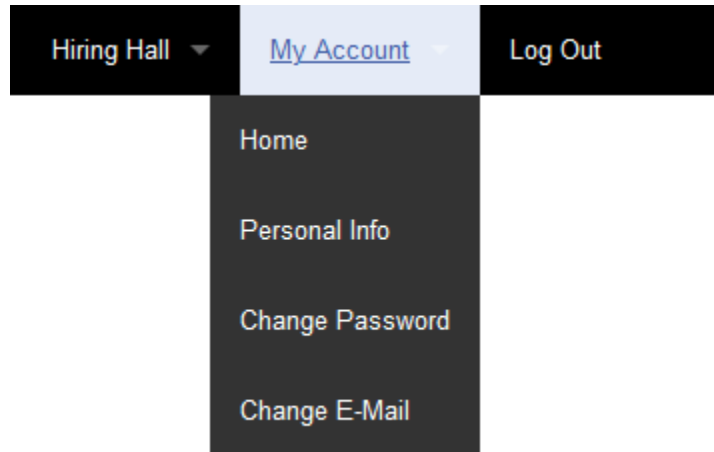 Hiring Hall My Account Log Out
Home
Personal Info
Change Password
Change E-Mail